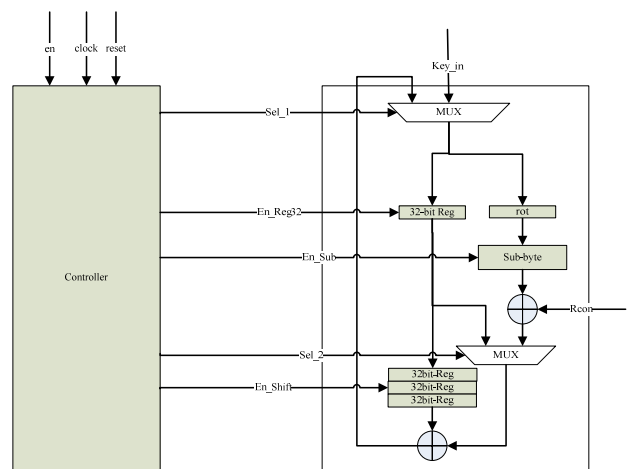 en
clock
reset
Key_in
Sel_1
MUX
En_Reg32
32-bit Reg
rot
En_Sub
Sub-byte
Controller
Rcon
Sel_2
MUX
32bit-Reg
En_Shift
32bit-Reg
32bit-Reg